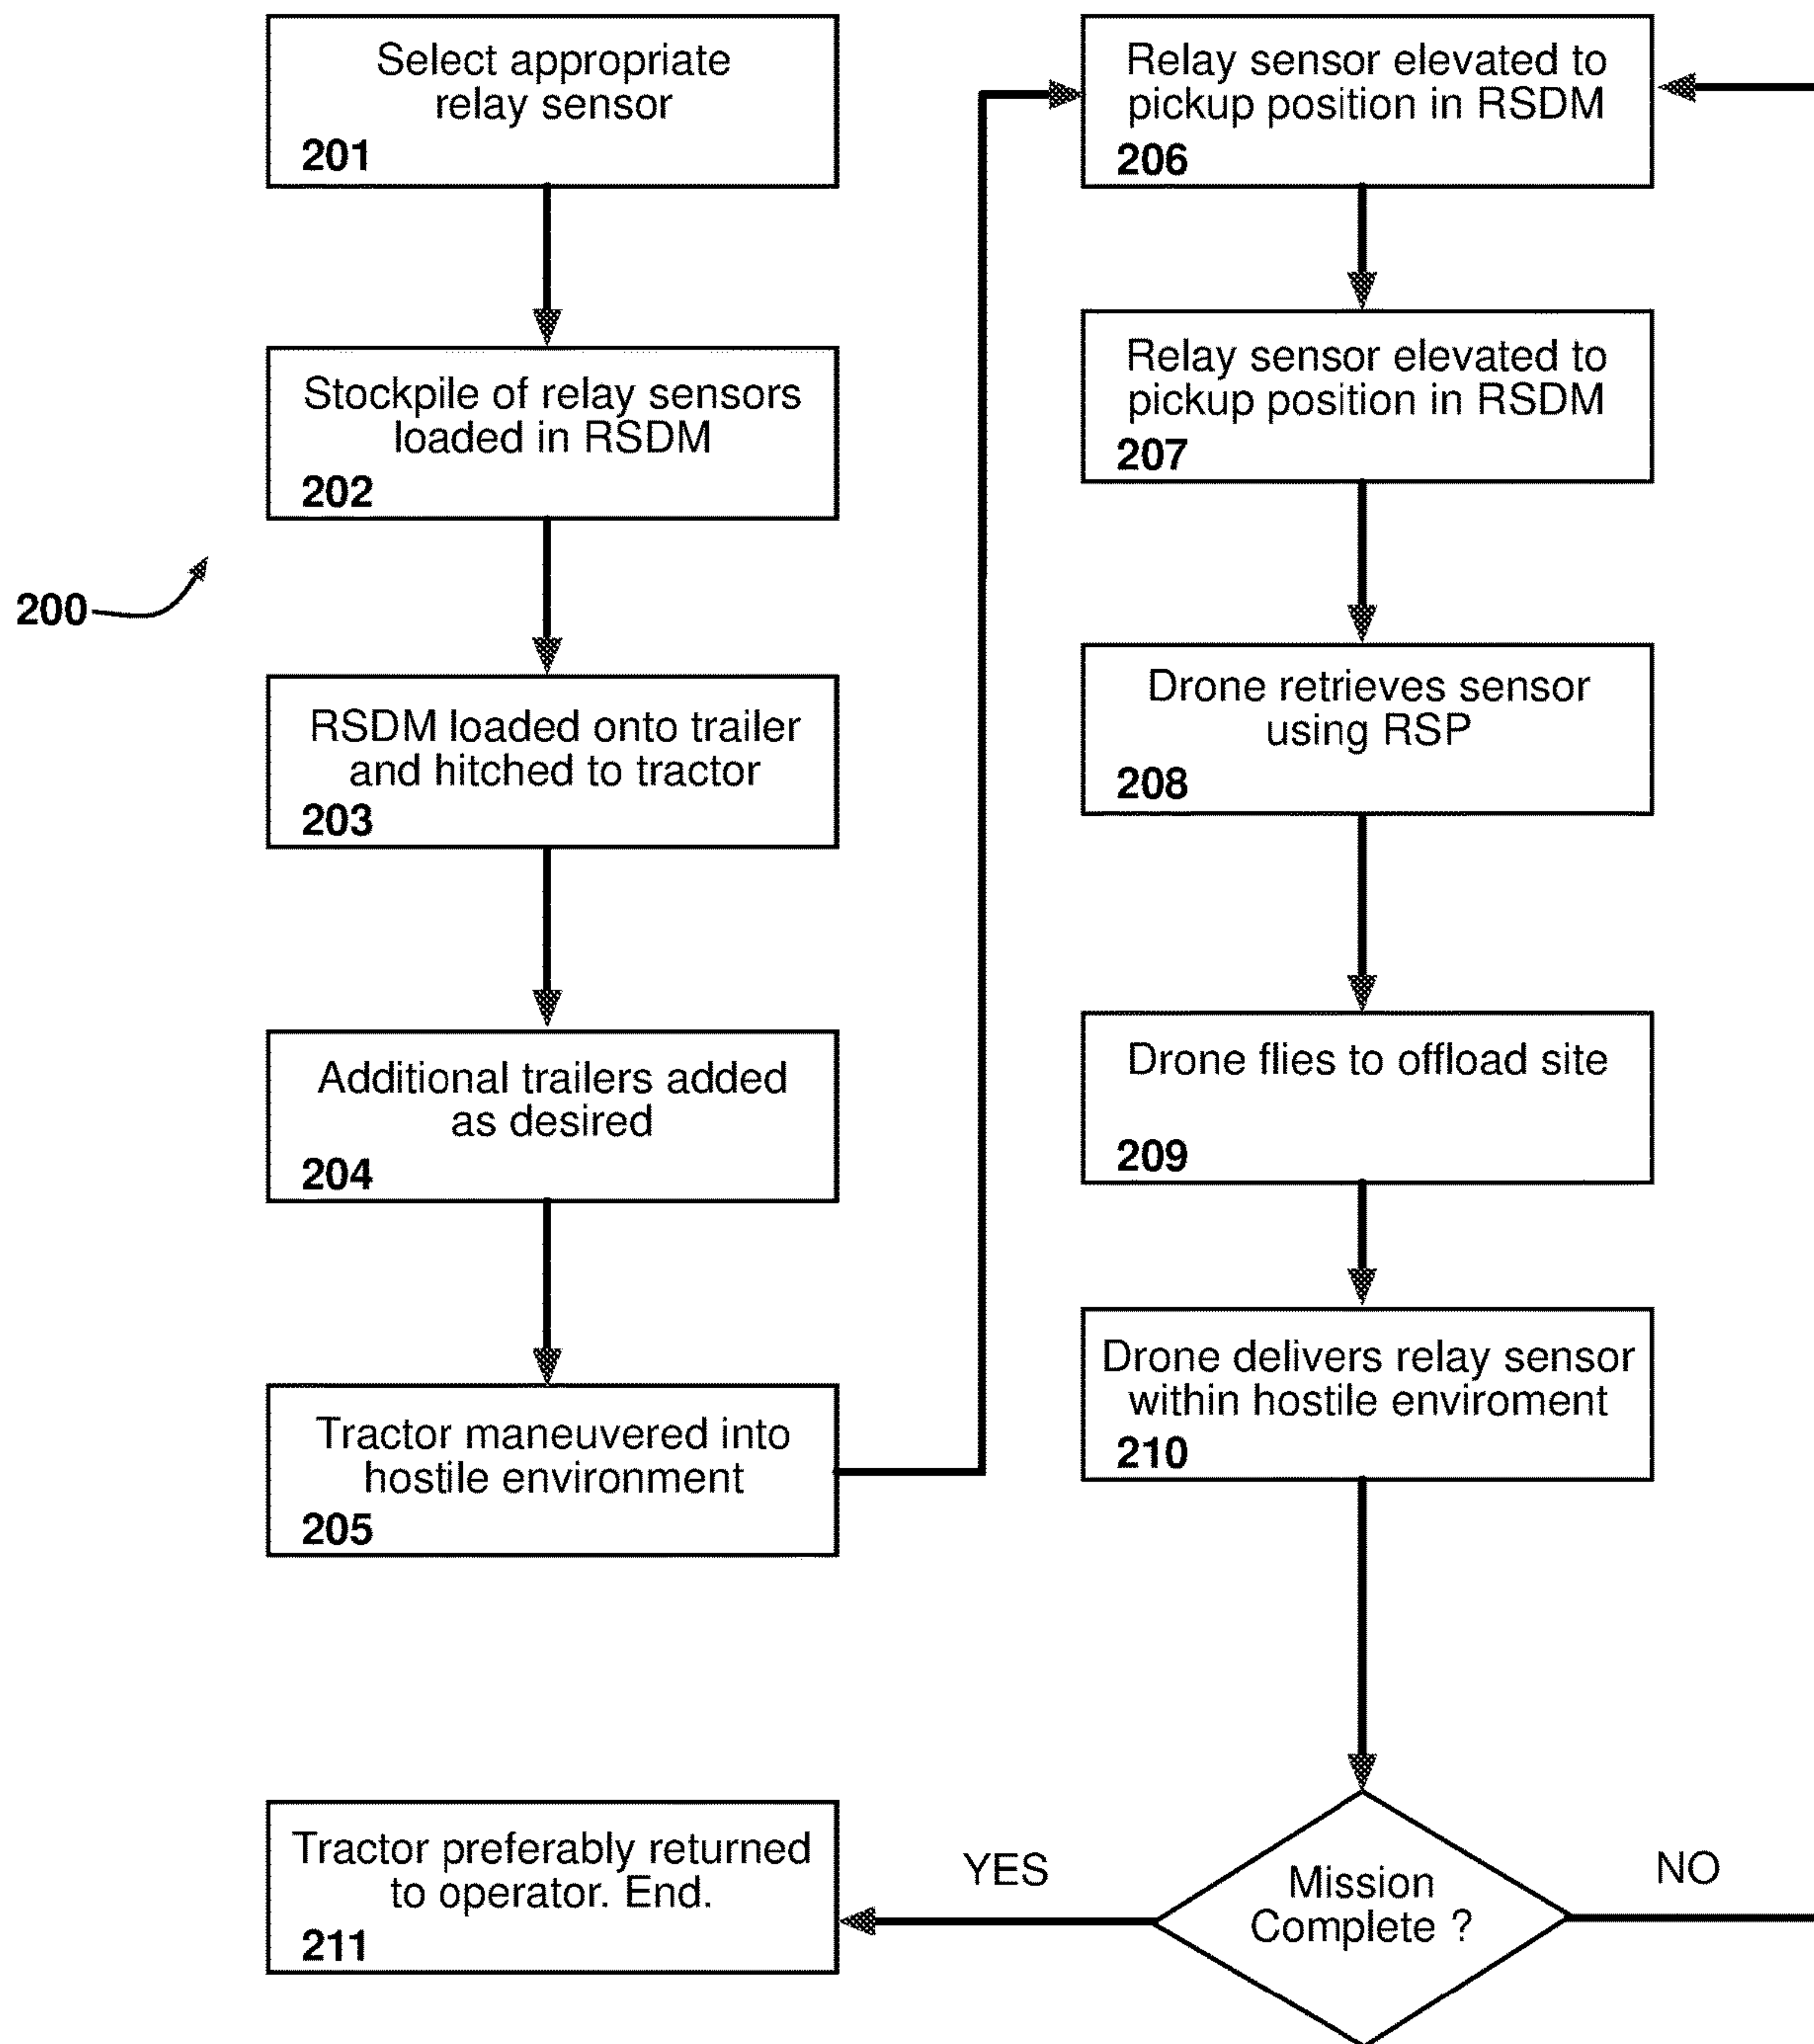 Select appropriate
relay sensor
201
Stockpile of relay sensors
loaded in RSDM
202
200
RSDM loaded onto trailer
and hitched to tractor
203
Additional trailers added
as desired
204
Tractor maneuvered into
hostile environment
205
Relay sensor elevated to
pickup position in RSDM
206
Relay sensor elevated to
pickup position in RSDM
207
Drone retrieves sensor
using RSP
208
Drone flies to offload site
209
Drone delivers relay sensor
within hostile enviroment
210
Mission
Complete ?
YES
NO
Tractor preferably returned
to operator. End.
211